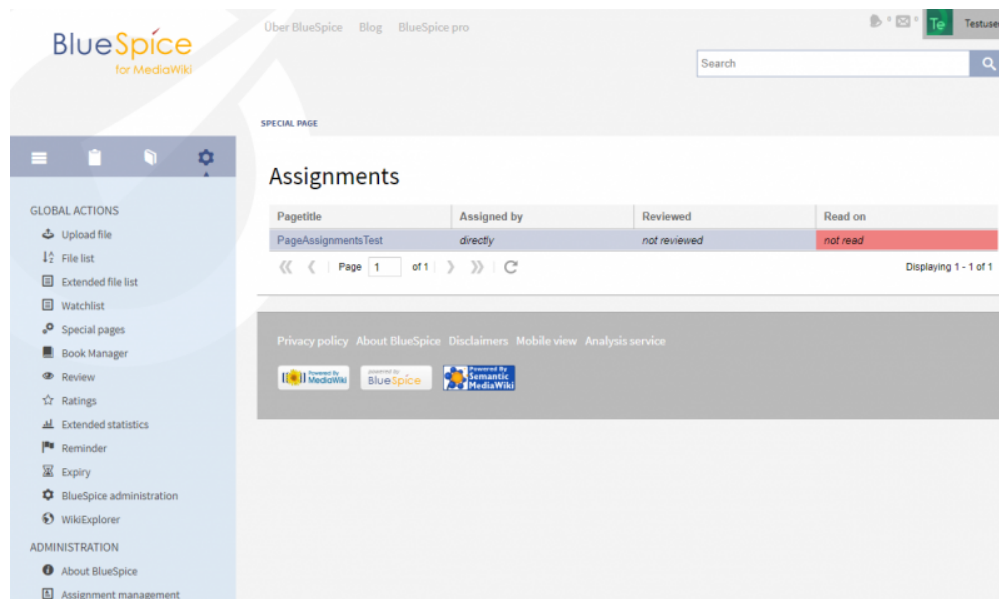 BlueSpice
for MediaWiki
Über BlueSpice Blog BlueSpice pro
Te Testuser
Search
SPECIAL PAGE
Assignments
Pagetitle Assigned by Reviewed Read on
PageAssignmentsTest directly not reviewed not read
Page 1 of 1 Displaying 1 - 1 of 1
GLOBAL ACTIONS
Upload file
File list
Extended file list
Watchlist
Special pages
Book Manager
Review
Ratings
Extended statistics
Reminder
Expiry
BlueSpice administration
WikiExplorer
ADMINISTRATION
About BlueSpice
Assignment management
Privacy policy About BlueSpice Disclaimers Mobile view Analysis service
Powered By
MediaWiki
powered by
BlueSpice
Powered By
Semantic
MediaWiki